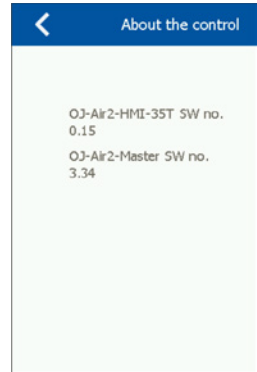 About the control
OJ-Air2-HMI-35T SW no.
0.15
OJ-Air2-Master SW no.
3.34